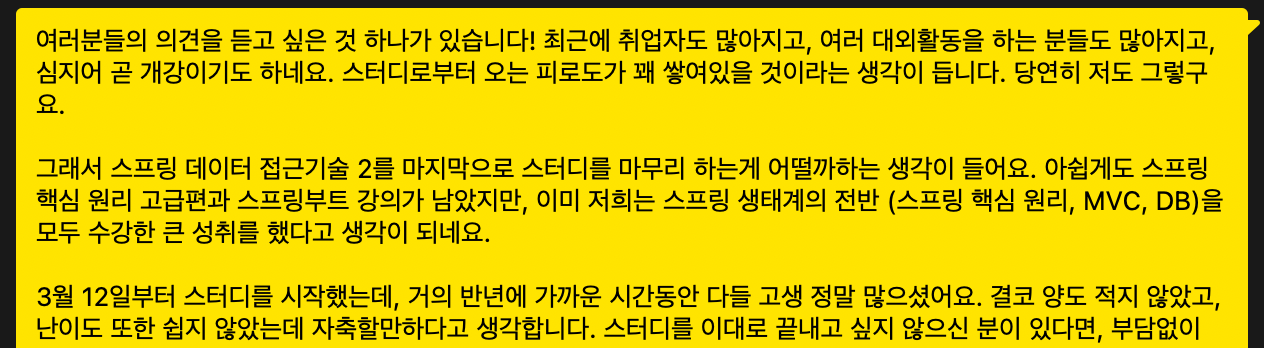 여러분들의 의견을 듣고 싶은 것 하나가 있습니다! 최근에 취업자도 많아지고, 여러 대외활동을 하는 분들도 많아지고,
심지어 곧 개강이기도 하네요. 스터디로부터 오는 피로도가 꽤 쌓여있을 것이라는 생각이 듭니다. 당연히 저도 그렇구
요.
그래서 스프링 데이터 접근기술 2를 마지막으로 스터디를 마무리 하는게 어떨까하는 생각이 들어요. 아쉽게도 스프링
핵심 원리 고급편과 스프링부트 강의가 남았지만, 이미 저희는 스프링 생태계의 전반 (스프링 핵심 원리, MVC, DB)을
모두 수강한 큰 성취를 했다고 생각이 되네요.
3월 12일부터 스터디를 시작했는데, 거의 반년에 가까운 시간동안 다들 고생 정말 많으셨어요. 결코 양도 적지 않았고,
난이도 또한 쉽지 않았는데 자축할만하다고 생각합니다. 스터디를 이대로 끝내고 싶지 않으신 분이 있다면, 부담없이